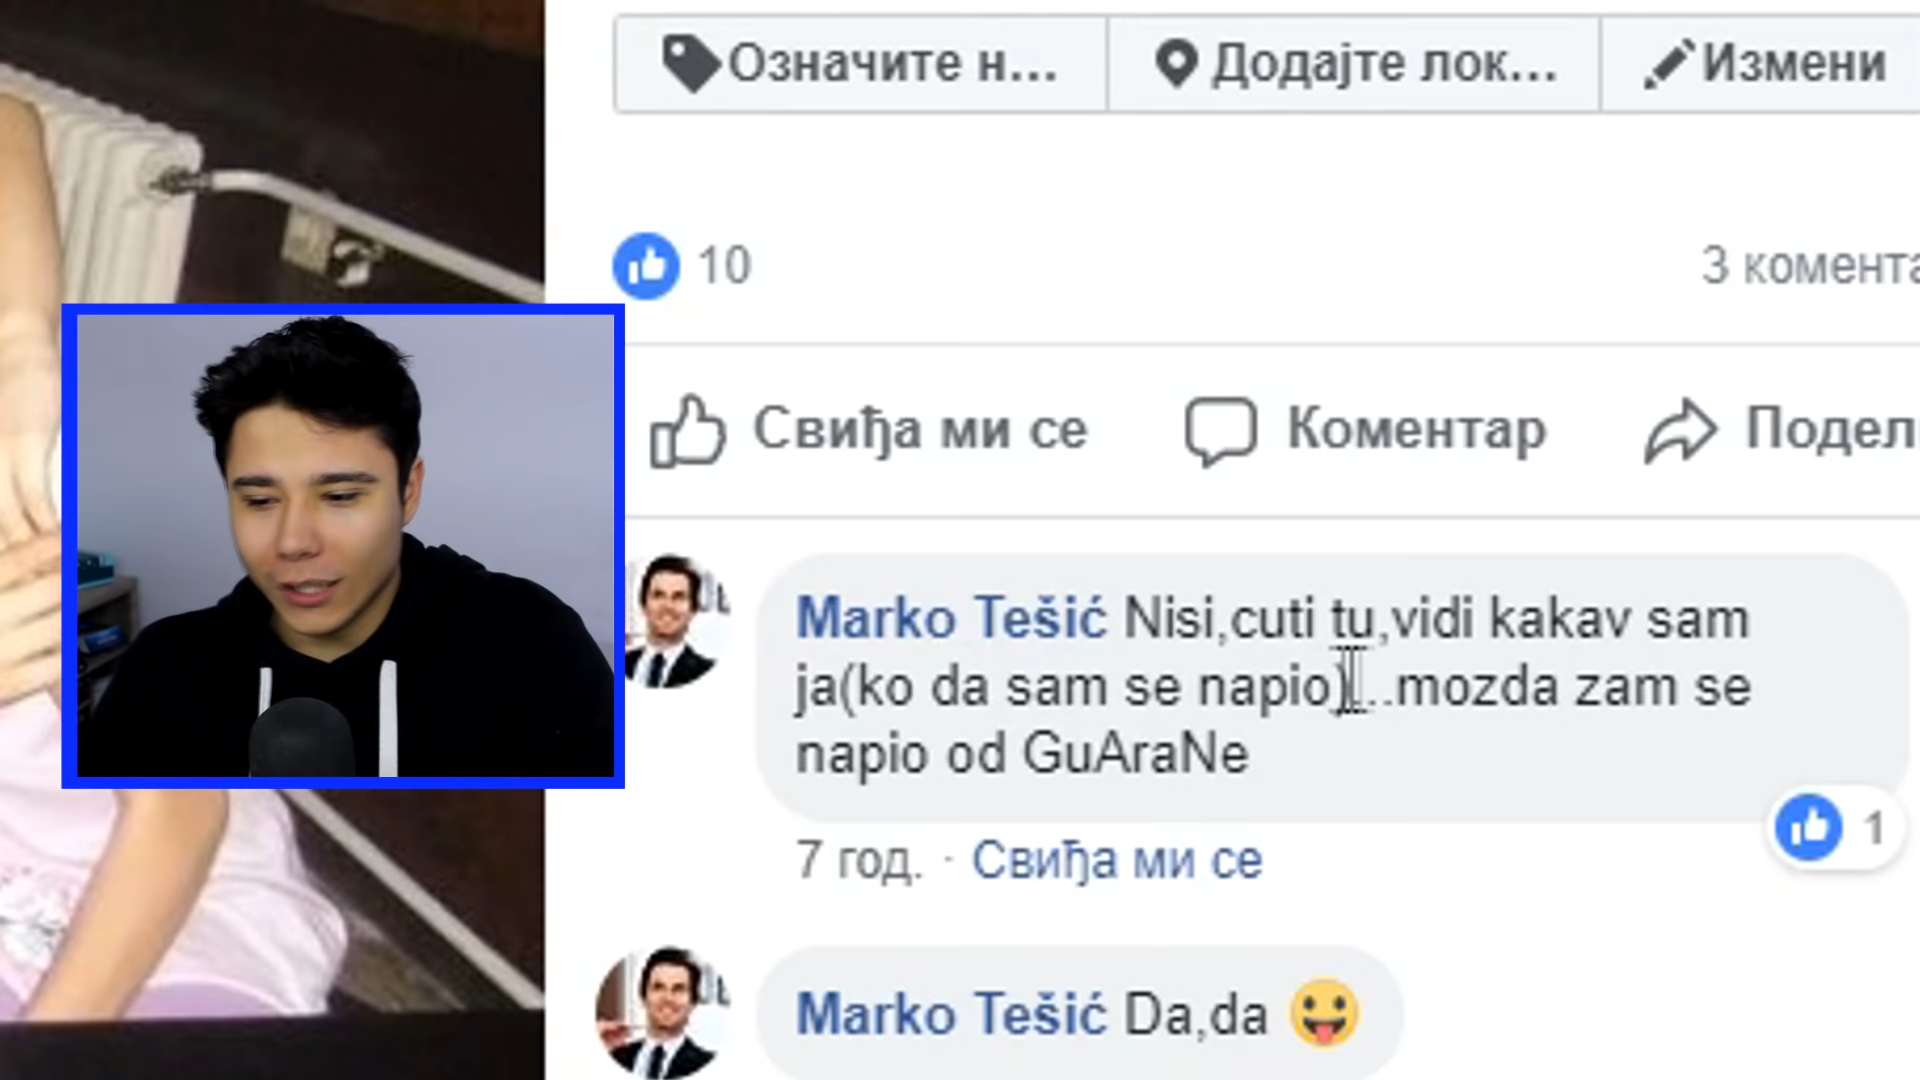 Означите н...
Додајте лок...
Измени
10
3 комента
Свиђа ми се
Коментар
Подел
Marko Tešić Nisi,cuti tu,vidi kakav sam
ja(ko da sam se napio)...mozda zam se
napio od GuAraNe
1
7 год. · Свиђа ми се
Marko Tešić Da,da 😛